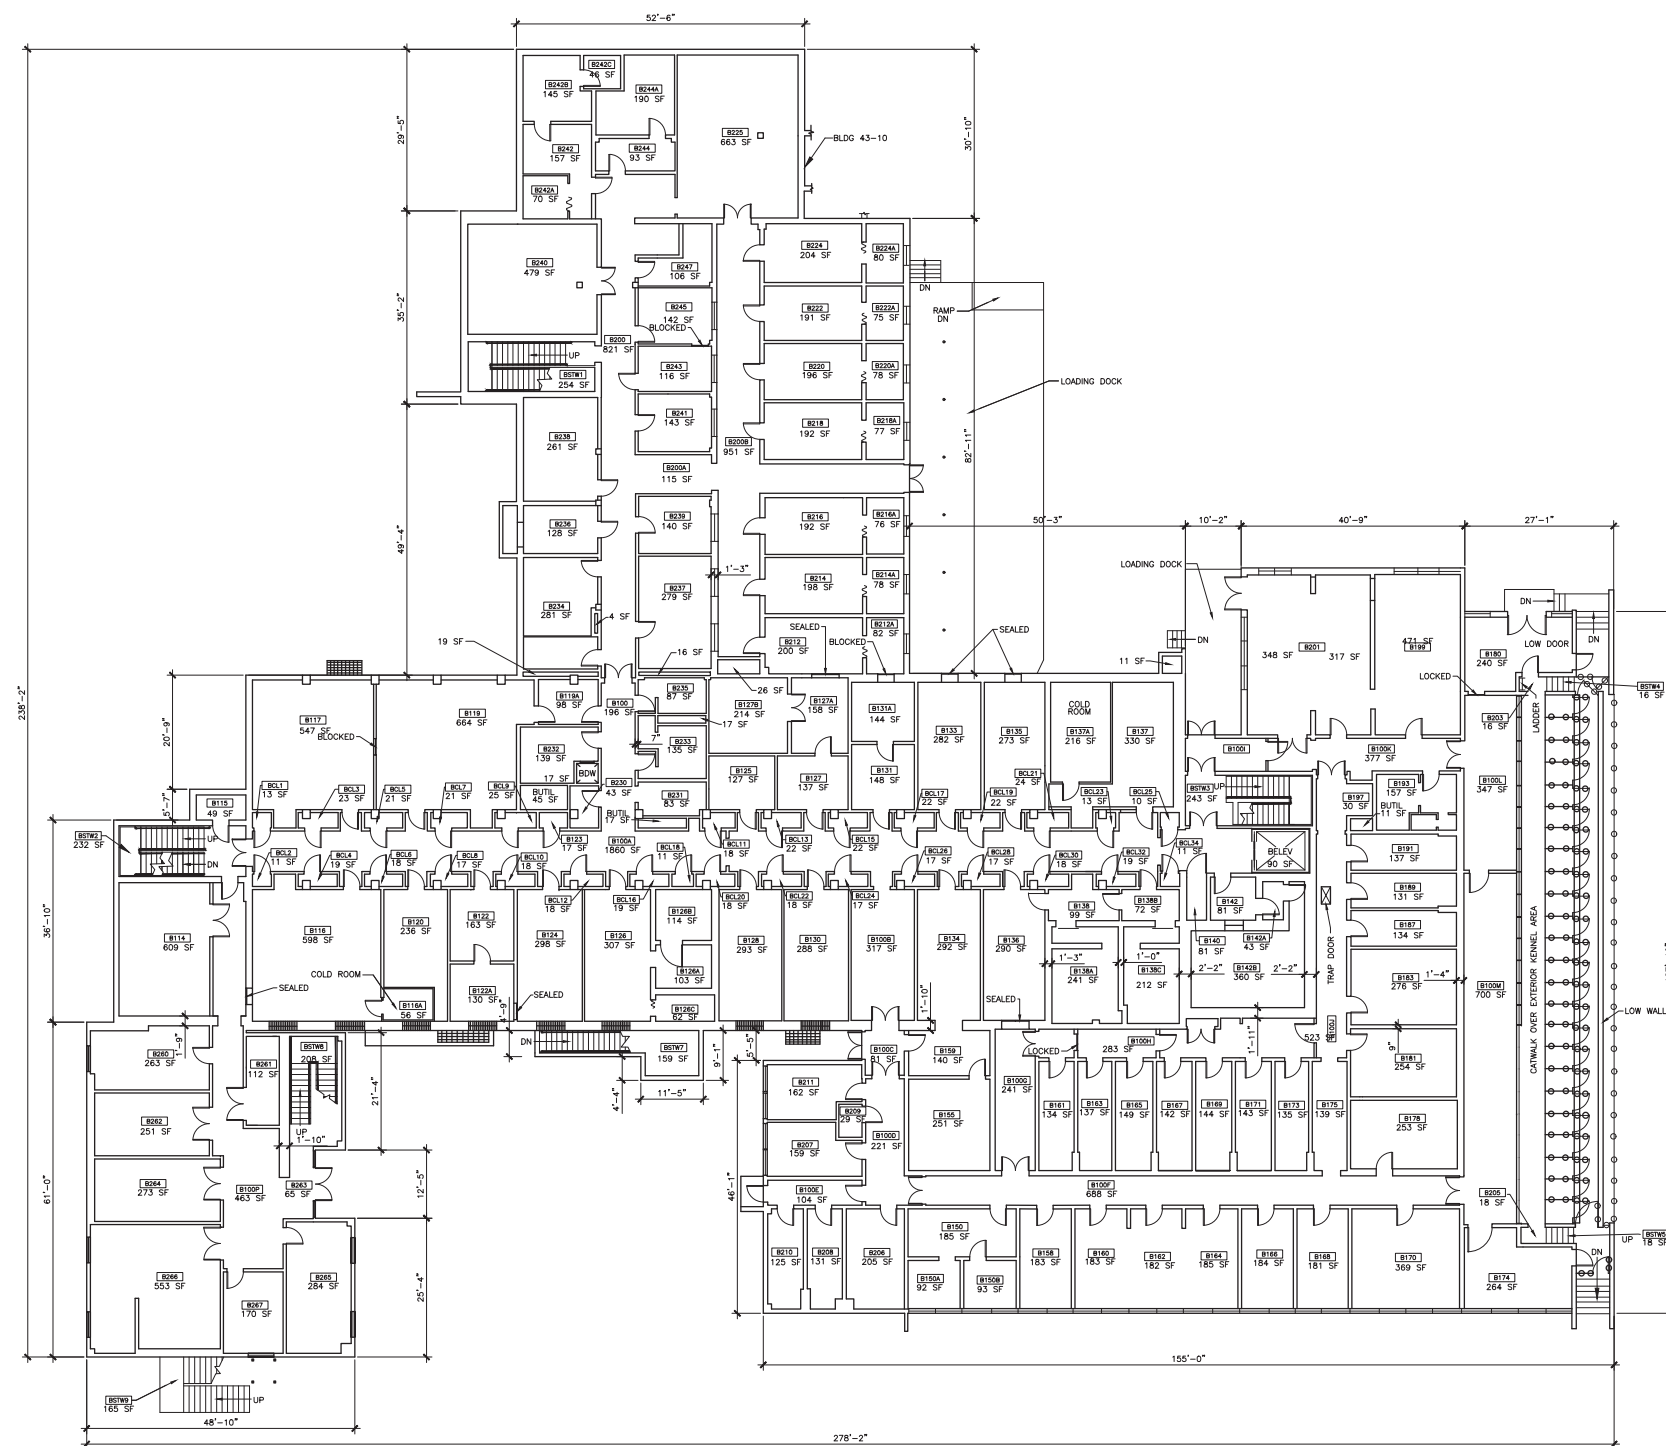 52'-6"
29'-5"
B242C
46 SF
B242B
145 SF
B244A
190 SF
B225
663 SF
BLDG 43-10
30'-10"
B242
157 SF
B244
93 SF
B242A
70 SF
B240
479 SF
B247
106 SF
B224
204 SF
B224A
80 SF
DN
35'-2"
B245
142 SF
BLOCKED
B222
191 SF
B222A
75 SF
RAMP
DN
B200
821 SF
UP
BSTW1
254 SF
B243
116 SF
B220
196 SF
B220A
78 SF
LOADING DOCK
B241
143 SF
B218
192 SF
B218A
77 SF
B238
261 SF
B200B
951 SF
82'-11"
B200A
115 SF
B236
128 SF
B239
140 SF
B216
192 SF
B216A
76 SF
50'-3"
10'-2"
40'-9"
27'-1"
49'-4"
1'-3"
B237
279 SF
B214
198 SF
B214A
78 SF
LOADING DOCK
B234
281 SF
4 SF
SEALED
B212
200 SF
BLOCKED
B212A
82 SF
SEALED
DN
348 SF
B201
317 SF
471 SF
B199
DN
DN
LOW DOOR
B180
240 SF
19 SF
16 SF
11 SF
LOCKED
BSTW4
16 SF
238'-2"
20'-9"
B119A
98 SF
B100
196 SF
B235
87 SF
26 SF
B127B
214 SF
B127A
158 SF
B131A
144 SF
B203
16 SF
LADDER
B117
547 SF
BLOCKED
B119
664 SF
17 SF
B233
135 SF
7"
B133
282 SF
B135
273 SF
COLD
ROOM
B137A
216 SF
B137
330 SF
B100I
B100K
377 SF
B232
139 SF
17 SF
BDW
B125
127 SF
B127
137 SF
B131
148 SF
B100L
347 SF
BCL1
13 SF
BCL3
23 SF
BCL5
21 SF
BCL7
21 SF
BCL9
25 SF
BUTIL
45 SF
B230
43 SF
B231
83 SF
BCL17
22 SF
BCL19
22 SF
BCL21
24 SF
BCL23
13 SF
BCL25
10 SF
BSTW3
243 SF
UP
B197
30 SF
B193
157 SF
BUTIL
11 SF
5'-7"
B115
49 SF
BUTIL
17 SF
BSTW2
232 SF
UP
DN
BCL2
11 SF
BCL4
19 SF
BCL6
18 SF
BCL8
17 SF
BCL10
18 SF
B123
17 SF
B100A
1860 SF
BCL18
11 SF
BCL11
18 SF
BCL13
22 SF
BCL15
22 SF
BCL26
17 SF
BCL28
17 SF
BCL30
18 SF
BCL32
19 SF
BCL34
11 SF
BELEV
90 SF
B191
137 SF
36'-10"
B114
609 SF
B116
598 SF
B120
236 SF
B122
163 SF
BCL12
18 SF
BCL16
19 SF
BCL20
18 SF
BCL22
18 SF
BCL24
17 SF
B189
131 SF
B142
81 SF
B138
99 SF
B138B
72 SF
B126B
114 SF
B124
298 SF
B126
307 SF
B128
293 SF
B130
288 SF
B100B
317 SF
B134
292 SF
B136
290 SF
B140
81 SF
B142A
43 SF
B187
134 SF
TRAP DOOR
CATWALK OVER EXTERIOR KENNEL AREA
COLD ROOM
SEALED
B122A
130 SF
SEALED
B126A
103 SF
B126C
62 SF
1'-3"
B138A
241 SF
1'-0"
B138C
212 SF
2'-2"
B142B
360 SF
2'-2"
B183
276 SF
1'-4"
B100M
700 SF
B116A
56 SF
4'-9"
1'-10"
SEALED
LOW WALL
1'-9"
B260
263 SF
B261
112 SF
BSTW8
208 SF
DN
BSTW7
159 SF
9'-1"
5'-5"
B100C
81 SF
B159
140 SF
LOCKED
B100H
283 SF
1'-11"
523 SF
B100J
9"
B181
254 SF
21'-4"
4'-4"
11'-5"
B211
162 SF
B100G
241 SF
B262
251 SF
UP
1'-10"
B209
29 SF
B155
251 SF
B161
134 SF
B163
137 SF
B165
149 SF
B167
142 SF
B169
144 SF
B171
143 SF
B173
135 SF
B175
139 SF
B178
253 SF
B207
159 SF
B100D
221 SF
61'-0"
B264
273 SF
B100P
463 SF
B263
65 SF
12'-5"
46'-1"
B100E
104 SF
B100F
688 SF
B205
18 SF
B210
125 SF
B208
131 SF
B206
205 SF
B150
185 SF
B158
183 SF
B160
183 SF
B162
182 SF
B164
185 SF
B166
184 SF
B168
181 SF
B170
369 SF
UP
BSTW5
18 SF
DN
B266
553 SF
B267
170 SF
B265
284 SF
25'-4"
B150A
92 SF
B150B
93 SF
B174
264 SF
155'-0"
BSTW9
165 SF
UP
48'-10"
278'-2"